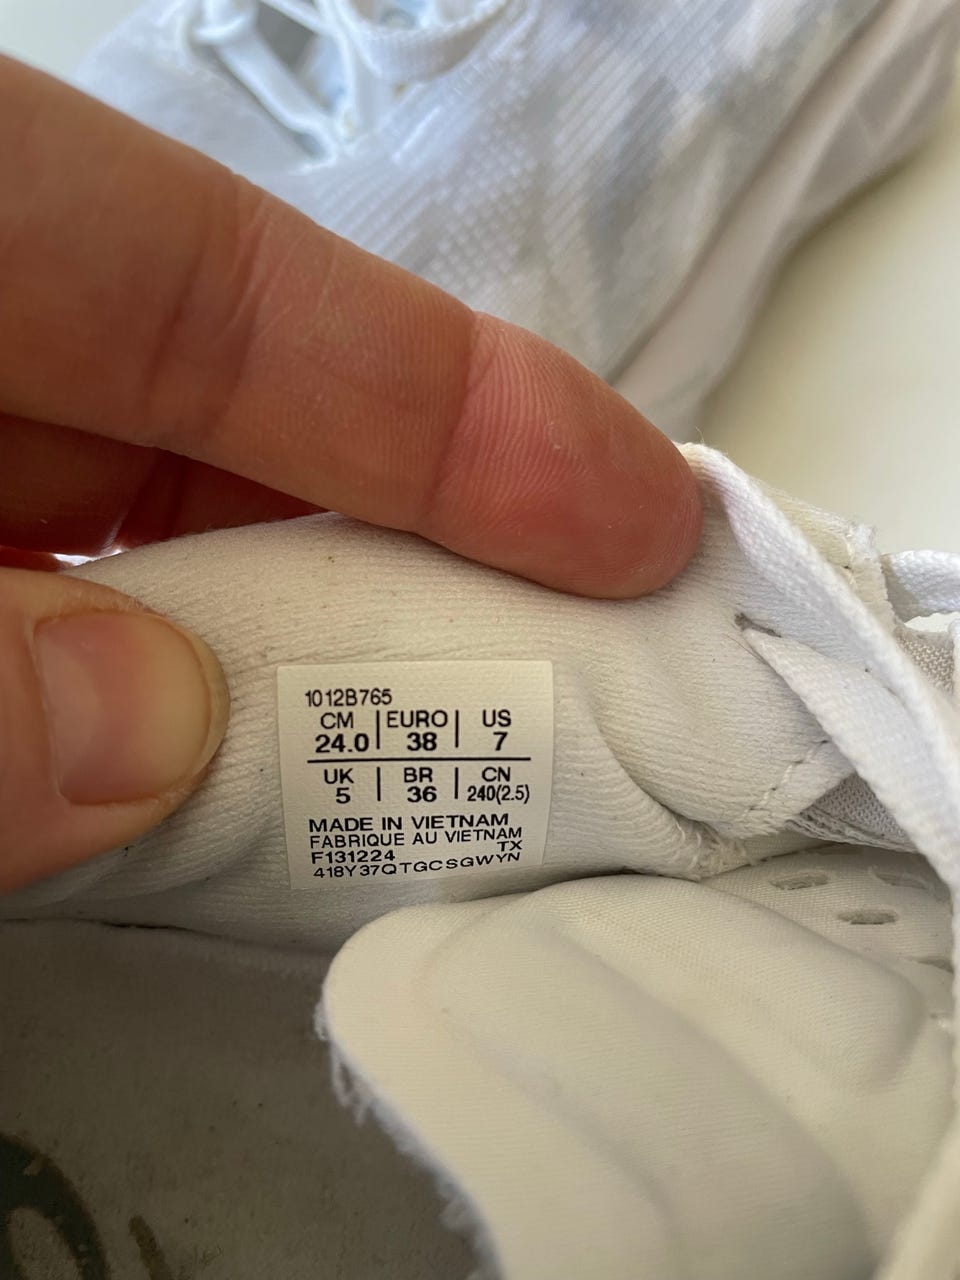 1012B765
CM | EURO | US
24.0 | 38 | 7
UK | BR | CN
5 | 36 | 240(2.5)
MADE IN VIETNAM
FABRIQUE AU VIETNAM
F131224 TX
418Y37QTGCSGWYN